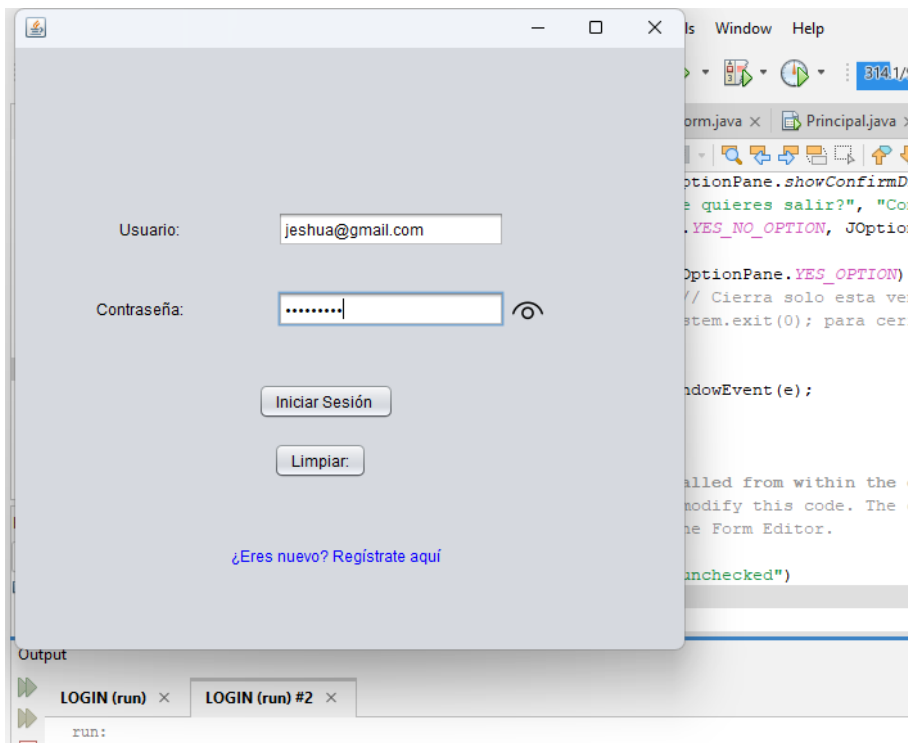 ls Window Help
314.1/
orm.java Principal.java
ptionPane.showConfirmD
e quieres salir?", "Co
.YES_NO_OPTION, JOptio
Usuario: jeshua@gmail.com
OptionPane.YES_OPTION)
// Cierra solo esta ve
stem.exit(0); para cer
Contraseña: •••••••••
ndowEvent(e);
Iniciar Sesión
Limpiar:
alled from within the
modify this code. The
he Form Editor.
¿Eres nuevo? Regístrate aquí
unchecked")
Output
LOGIN (run) LOGIN (run) #2
run: